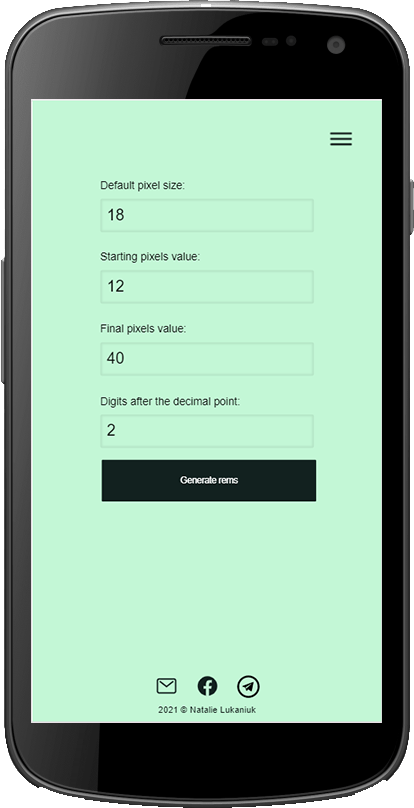 Default pixel size:
18
Starting pixels value:
12
Final pixels value:
40
Digits after the decimal point:
2
Generate rems
2021 © Natalie Lukaniuk